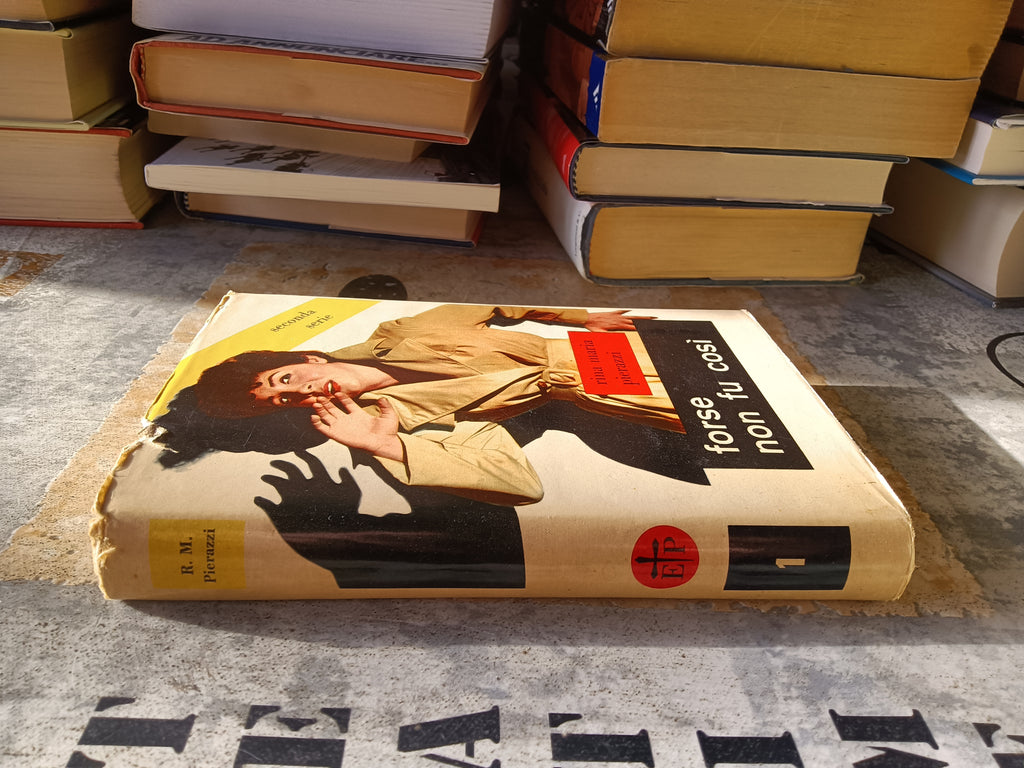 seconda
serie
rina maria
pierazzi
forse
non fu così
R. M.
Pierazzi
EP
1